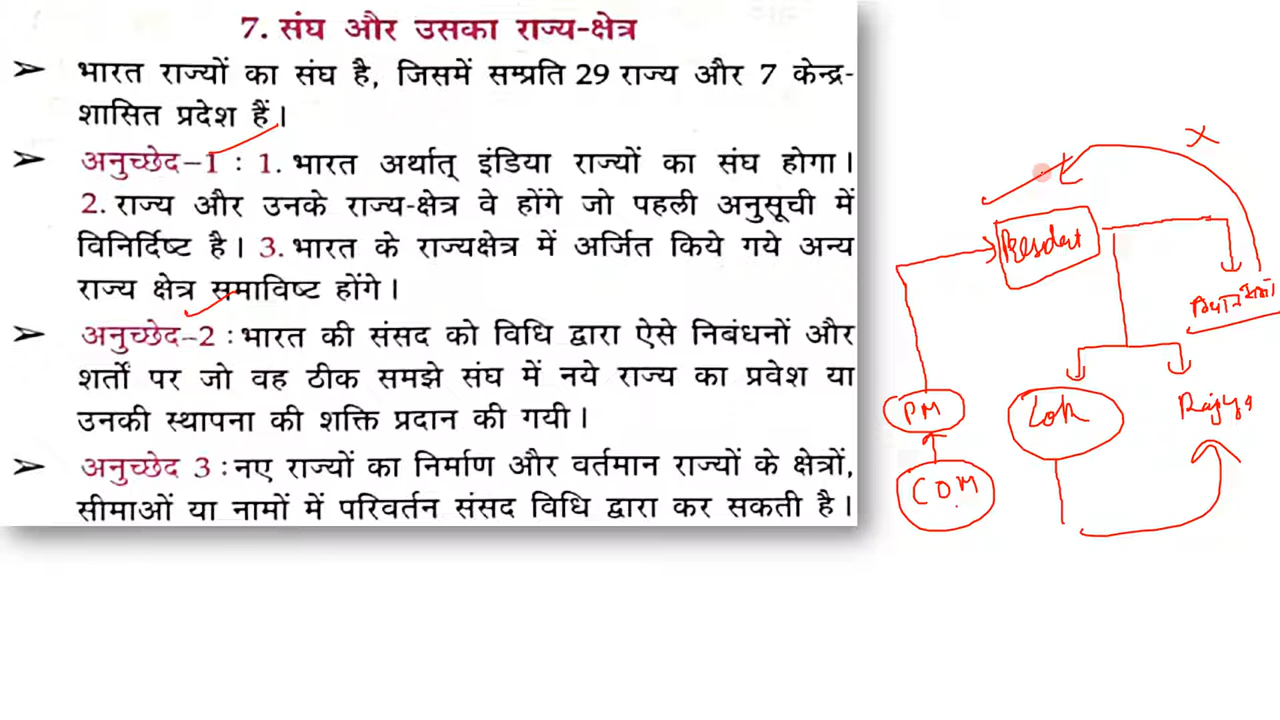 7. संघ और उसका राज्य-क्षेत्र
➢ भारत राज्यों का संघ है, जिसमें सम्प्रति 29 राज्य और 7 केन्द्र-
शासित प्रदेश हैं।
➢ अनुच्छेद-1 : 1. भारत अर्थात् इंडिया राज्यों का संघ होगा।
2. राज्य और उनके राज्य-क्षेत्र वे होंगे जो पहली अनुसूची में
विनिर्दिष्ट है। 3. भारत के राज्यक्षेत्र में अर्जित किये गये अन्य
राज्य क्षेत्र समाविष्ट होंगे।
➢ अनुच्छेद-2 : भारत की संसद को विधि द्वारा ऐसे निबंधनों और
शर्तों पर जो वह ठीक समझे संघ में नये राज्य का प्रवेश या
उनकी स्थापना की शक्ति प्रदान की गयी।
➢ अनुच्छेद 3 : नए राज्यों का निर्माण और वर्तमान राज्यों के क्षेत्रों,
सीमाओं या नामों में परिवर्तन संसद विधि द्वारा कर सकती है।
PM
Lok
COM